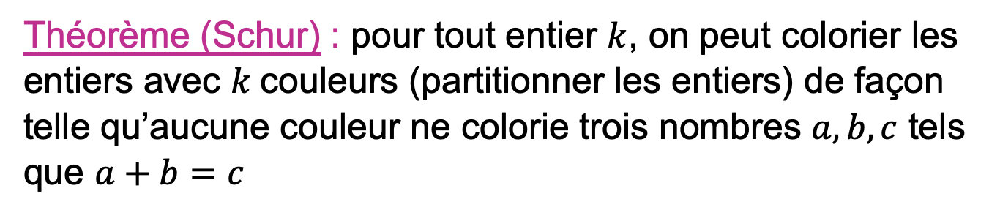 Théorème (Schur) : pour tout entier k, on peut colorier les
entiers avec k couleurs (partitionner les entiers) de façon
telle qu’aucune couleur ne colorie trois nombres a, b, c tels
que a + b = c